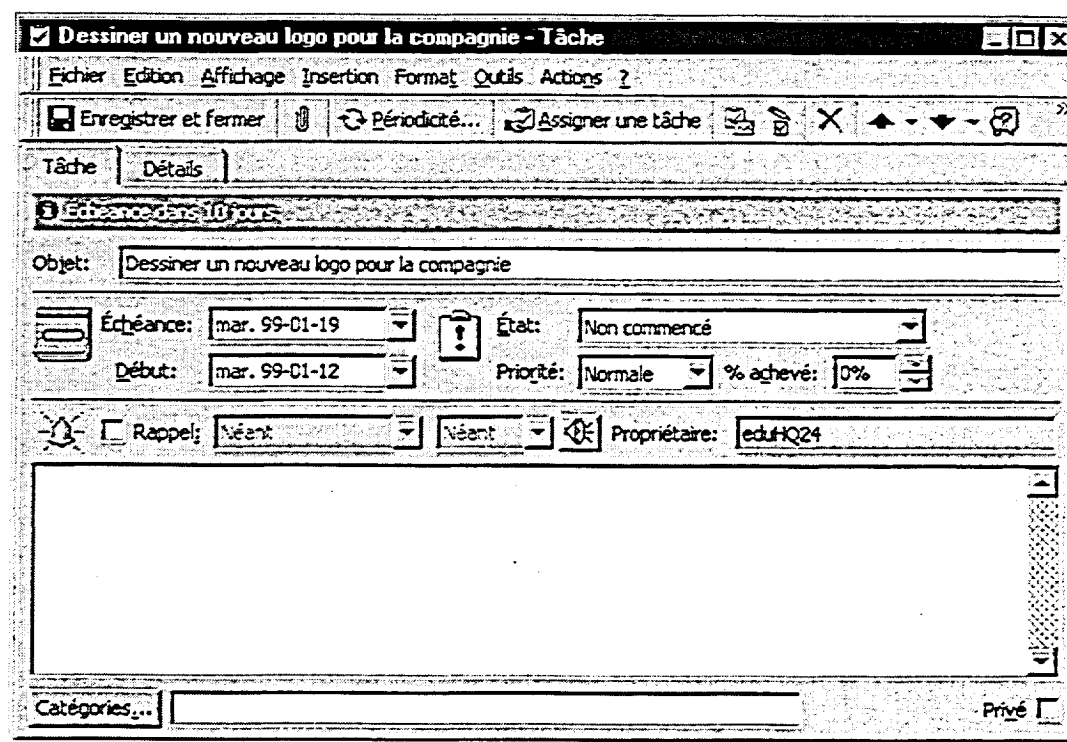 Dessiner un nouveau logo pour la compagnie - Tâche
Fichier Edition Affichage Insertion Format Outils Actions ?
Enregistrer et fermer Périodicité... Assigner une tâche »
Tâche Détails
Echéance dans 10 jours.
Objet: Dessiner un nouveau logo pour la compagnie
Échéance: mar. 99-01-19 État: Non commencé
Début: mar. 99-01-12 Priorité: Normale % achevé: 0%
Rappel: Néant Néant Propriétaire: eduHQ24
Catégories... Privé